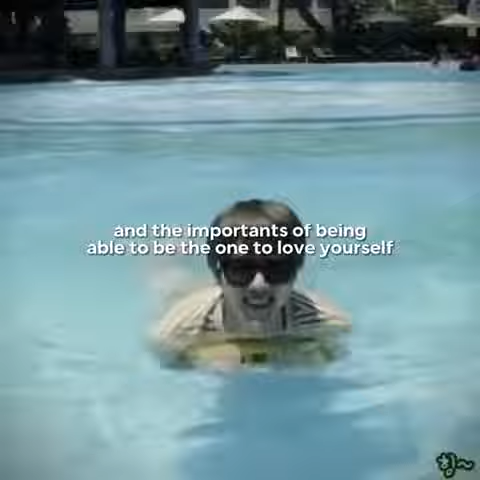 and the importants of being
able to be the one to love yourself